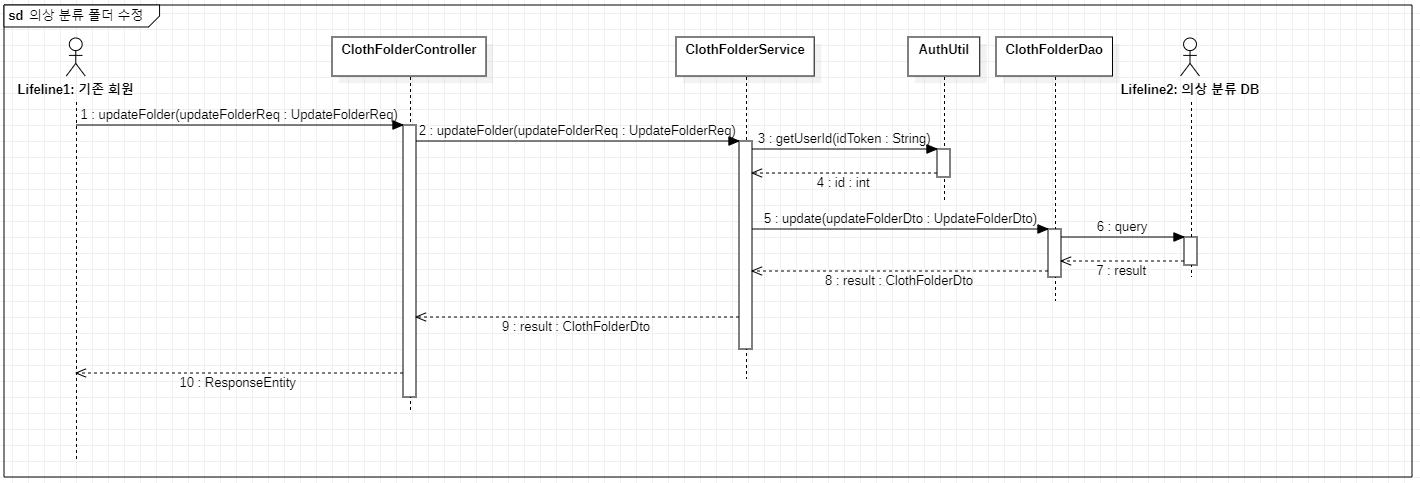 sd 의상 분류 폴더 수정
ClothFolderController
ClothFolderService
AuthUtil
ClothFolderDao
Lifeline1: 기존 회원
Lifeline2: 의상 분류 DB
1 : updateFolder(updateFolderReq : UpdateFolderReq)
2 : updateFolder(updateFolderReq : UpdateFolderReq)
3 : getUserId(idToken : String)
4 : id : int
5 : update(updateFolderDto : UpdateFolderDto)
6 : query
7 : result
8 : result : ClothFolderDto
9 : result : ClothFolderDto
10 : ResponseEntity